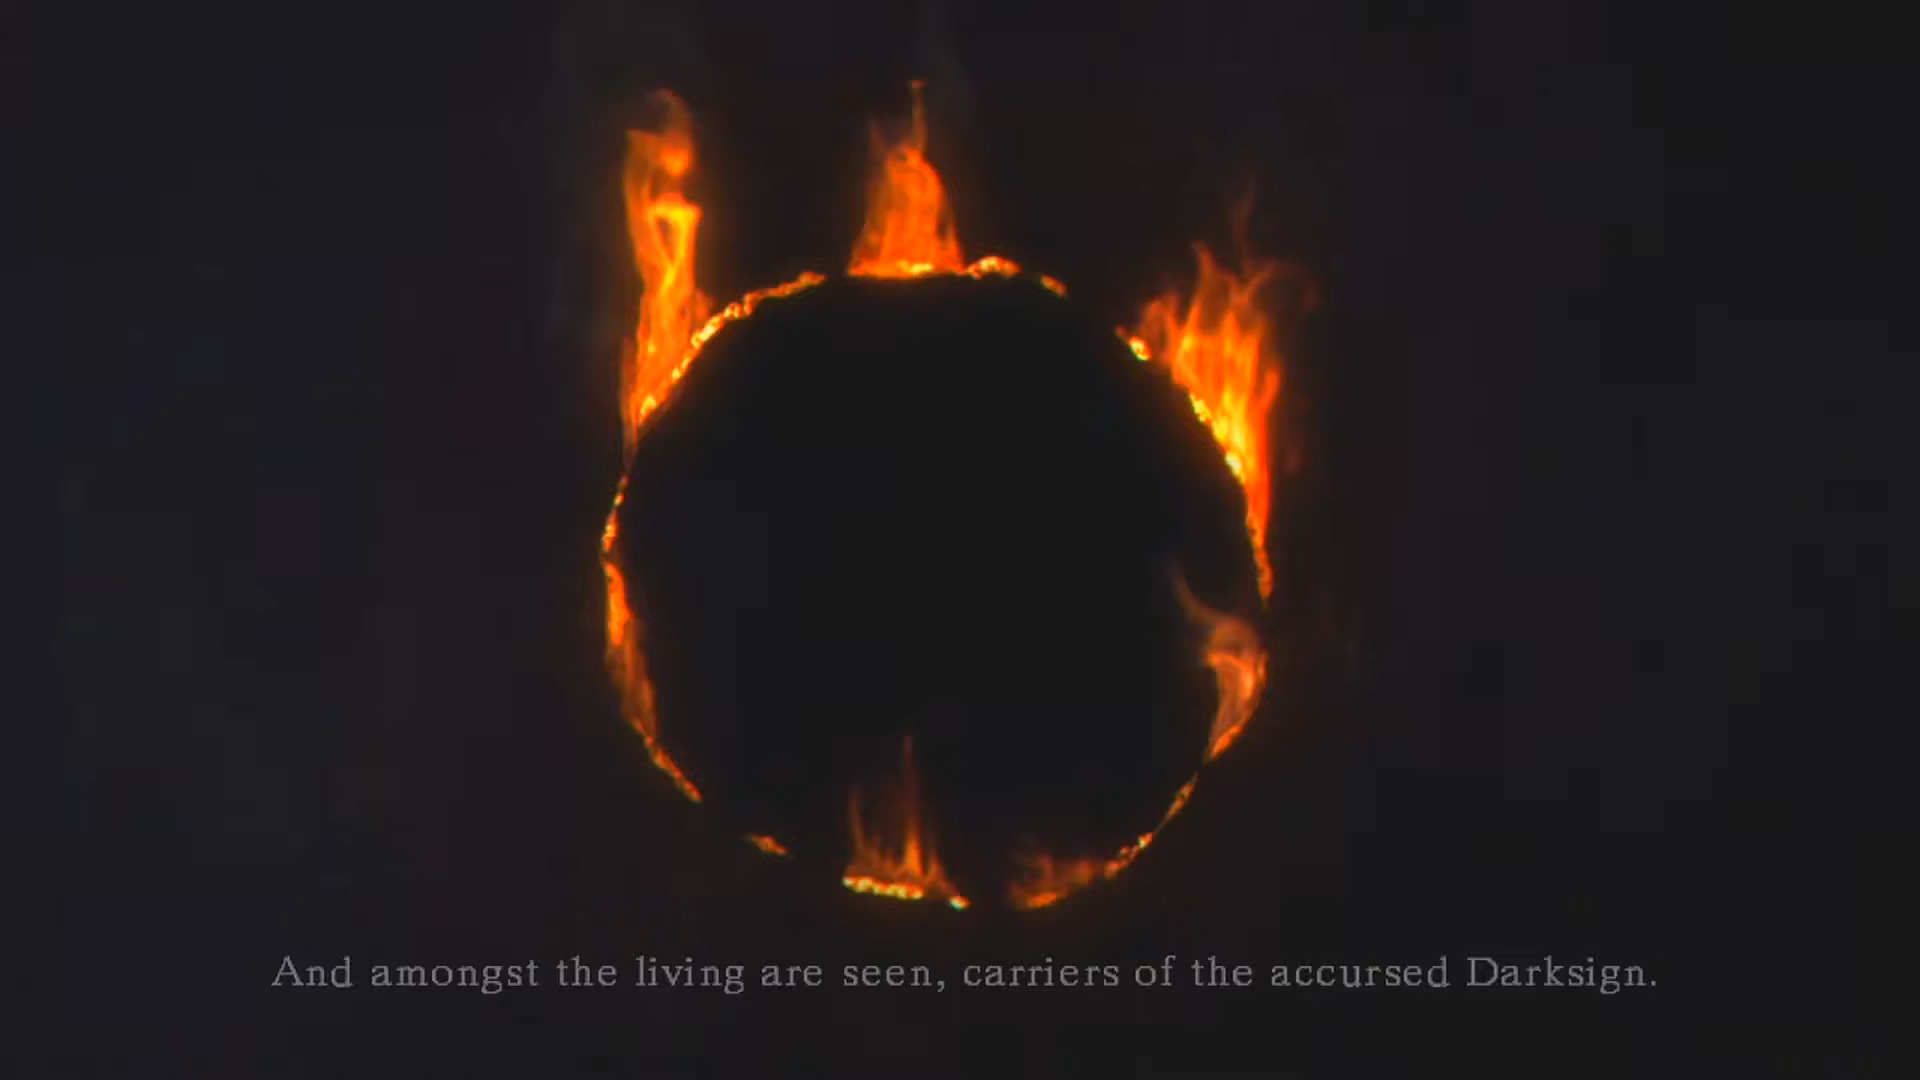 And amongst the living are seen, carriers of the accursed Darksign.